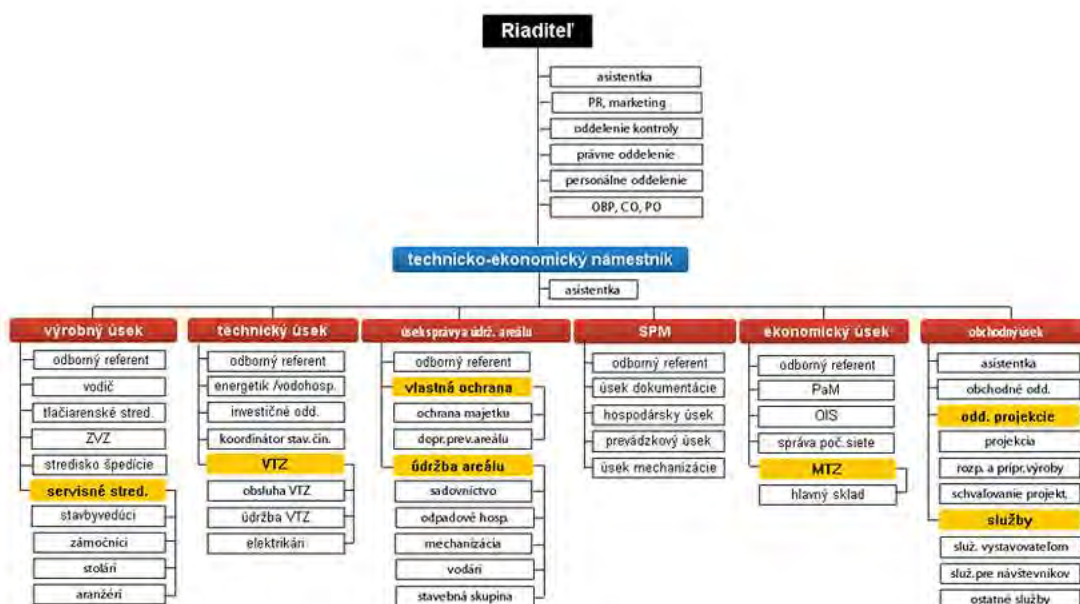 Riaditeľ
asistentka
PR, marketing
oddelenie kontroly
právne oddelenie
personálne oddelenie
OBP, CO, PO
technicko-ekonomický námestník
asistentka
výrobný úsek
odborný referent
vodič
tlačiarenské stred.
ZVZ
stredisko špedície
servisné stred.
stavbyvedúci
zámočníci
stolári
aranžéri
technický úsek
odborný referent
energetik /vodohosp.
investičné odd.
koordinátor stav.čin.
VTZ
obsluha VTZ
údržba VTZ
elektrikári
úsek správy a údrž. areálu
odborný referent
vlastná ochrana
ochrana majetku
dopr.prev.areálu
údržba areálu
sadovníctvo
odpadové hosp.
mechanizácia
vodári
stavebná skupina
SPM
odborný referent
úsek dokumentácie
hospodársky úsek
prevádzkový úsek
úsek mechanizácie
ekonomický úsek
odborný referent
PaM
OIS
správa poč.siete
MTZ
hlavný sklad
obchodný úsek
asistentka
obchodné odd.
odd. projekcie
projekcia
rozp. a prípr.výroby
schvaľovanie projekt.
služby
služ. vystavovateľom
služ.pre návštevníkov
ostatné služby